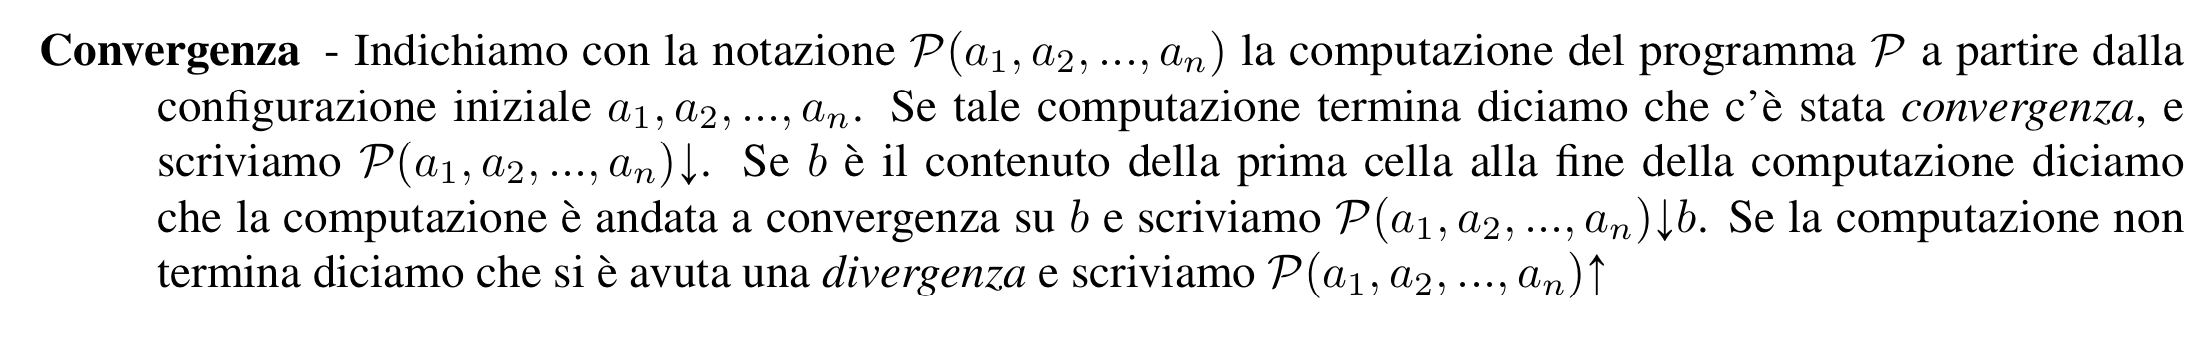 Convergenza - Indichiamo con la notazione 𝒫(a₁, a₂, ..., aₙ) la computazione del programma 𝒫 a partire dalla
configurazione iniziale a₁, a₂, ..., aₙ. Se tale computazione termina diciamo che c'è stata convergenza, e
scriviamo 𝒫(a₁, a₂, ..., aₙ)↓. Se b è il contenuto della prima cella alla fine della computazione diciamo
che la computazione è andata a convergenza su b e scriviamo 𝒫(a₁, a₂, ..., aₙ)↓b. Se la computazione non
termina diciamo che si è avuta una divergenza e scriviamo 𝒫(a₁, a₂, ..., aₙ)↑